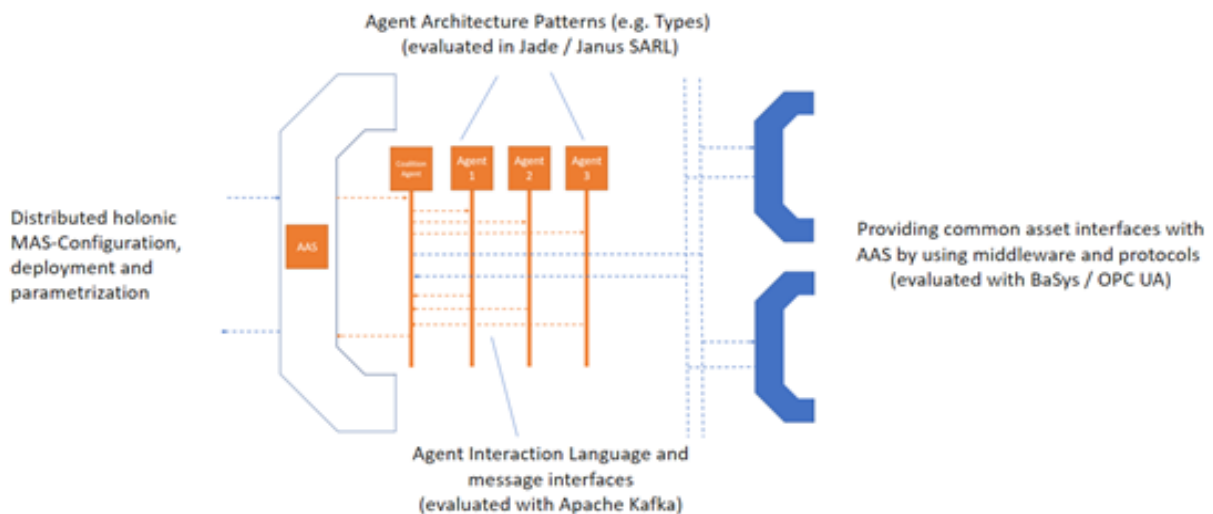 Agent Architecture Patterns (e.g. Types)
(evaluated in Jade / Janus SARL)
Coalition
Agent
Agent
1
Agent
2
Agent
3
AAS
Distributed holonic
MAS-Configuration,
deployment and
parametrization
Providing common asset interfaces with
AAS by using middleware and protocols
(evaluated with BaSys / OPC UA)
Agent Interaction Language and
message interfaces
(evaluated with Apache Kafka)